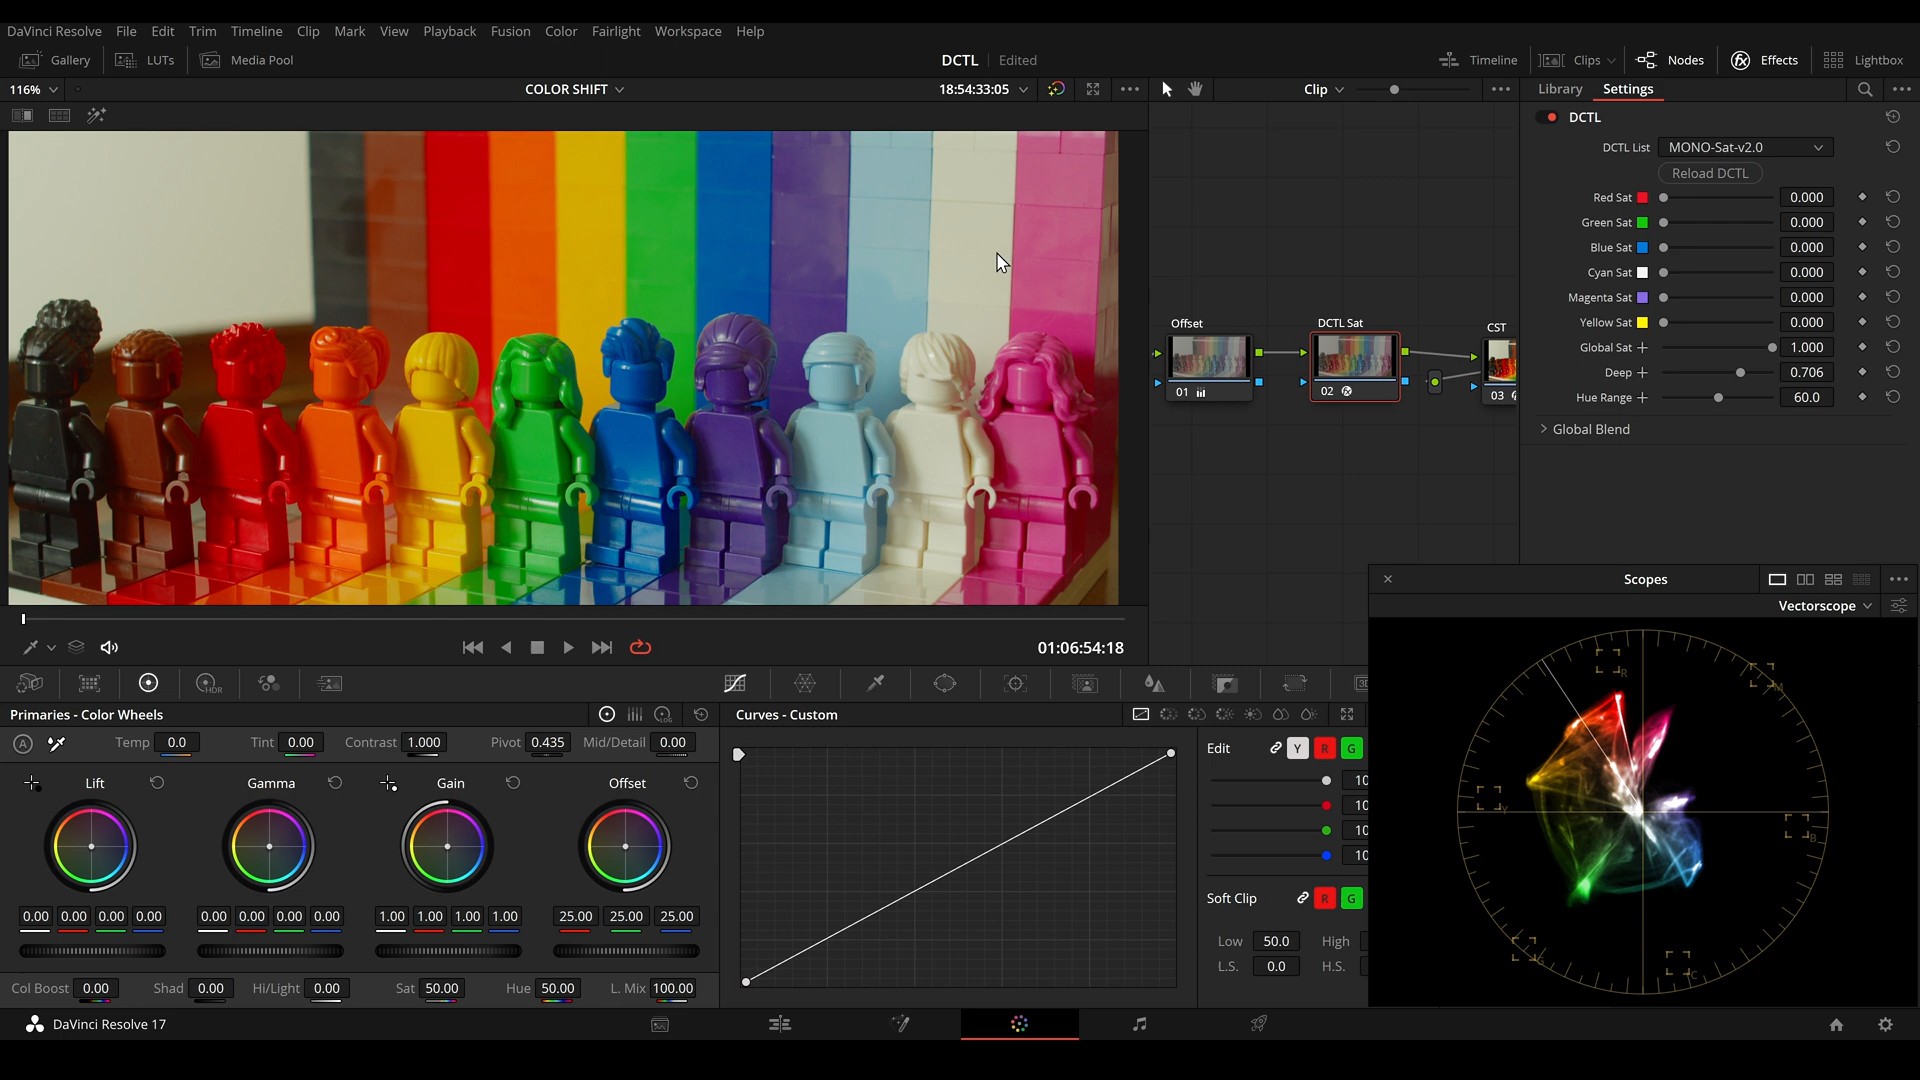 DaVinci Resolve File Edit Trim Timeline Clip Mark View Playback Fusion Color Fairlight Workspace Help
Gallery LUTs Media Pool DCTL Edited Timeline Clips Nodes Effects Lightbox
116% COLOR SHIFT 18:54:33:05 Clip Library Settings
DCTL
DCTL List MONO-Sat-v2.0
Reload DCTL
Red Sat 0.000
Green Sat 0.000
Blue Sat 0.000
Cyan Sat 0.000
Magenta Sat 0.000
Yellow Sat 0.000
Global Sat 1.000
Deep 0.706
Hue Range 60.0
Global Blend
Offset DCTL Sat CST
01 02 03
Scopes
Vectorscope
R M B C G Y
01:06:54:18
HDR 3D
Primaries - Color Wheels LOG Curves - Custom
A Temp 0.0 Tint 0.00 Contrast 1.000 Pivot 0.435 Mid/Detail 0.00
Lift Gamma Gain Offset
0.00 0.00 0.00 0.00 0.00 0.00 0.00 0.00 1.00 1.00 1.00 1.00 25.00 25.00 25.00
Col Boost 0.00 Shad 0.00 Hi/Light 0.00 Sat 50.00 Hue 50.00 L. Mix 100.00
Edit Y R G
10
10
10
10
Soft Clip R G
Low 50.0 High
L.S. 0.0 H.S.
DaVinci Resolve 17